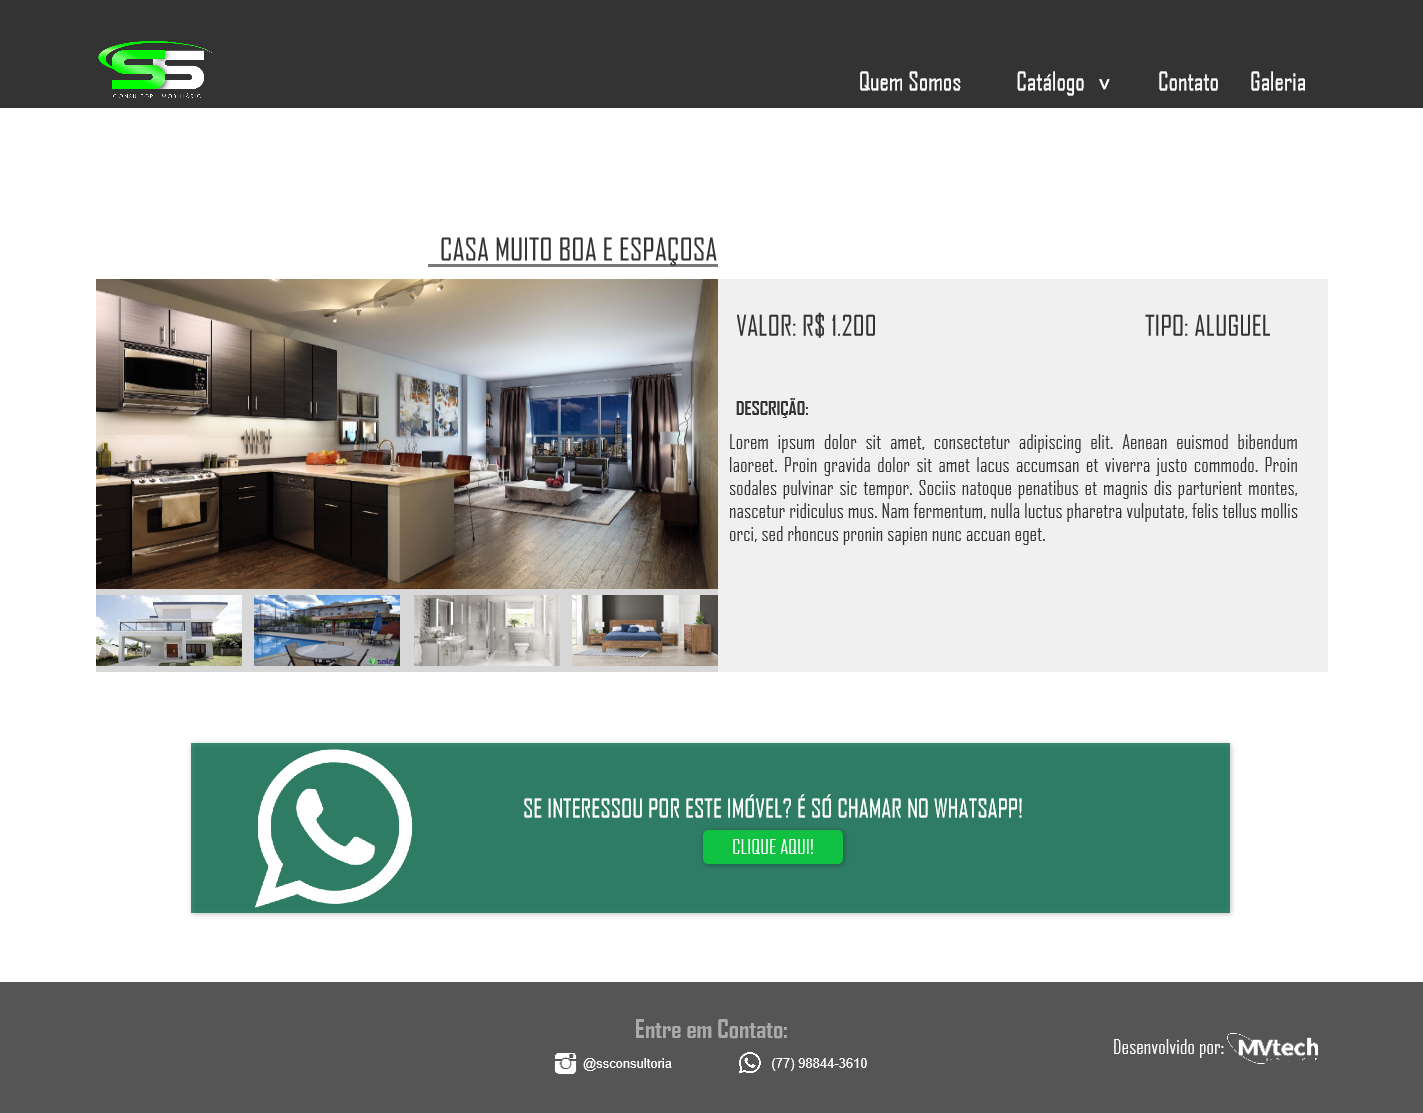 SS
CONSULTOR IMOBILIÁRIO
Quem Somos
Catálogo v
Contato
Galeria
CASA MUITO BOA E ESPAÇOSA
VALOR: R$ 1.200
TIPO: ALUGUEL
DESCRIÇÃO:
Lorem ipsum dolor sit amet, consectetur adipiscing elit. Aenean euismod bibendum
laoreet. Proin gravida dolor sit amet lacus accumsan et viverra justo commodo. Proin
sodales pulvinar sic tempor. Sociis natoque penatibus et magnis dis parturient montes,
nascetur ridiculus mus. Nam fermentum, nulla luctus pharetra vulputate, felis tellus mollis
orci, sed rhoncus pronin sapien nunc accuan eget.
SE INTERESSOU POR ESTE IMÓVEL? É SÓ CHAMAR NO WHATSAPP!
CLIQUE AQUI!
Entre em Contato:
@ssconsultoria
(77) 98844-3610
Desenvolvido por: MVtech